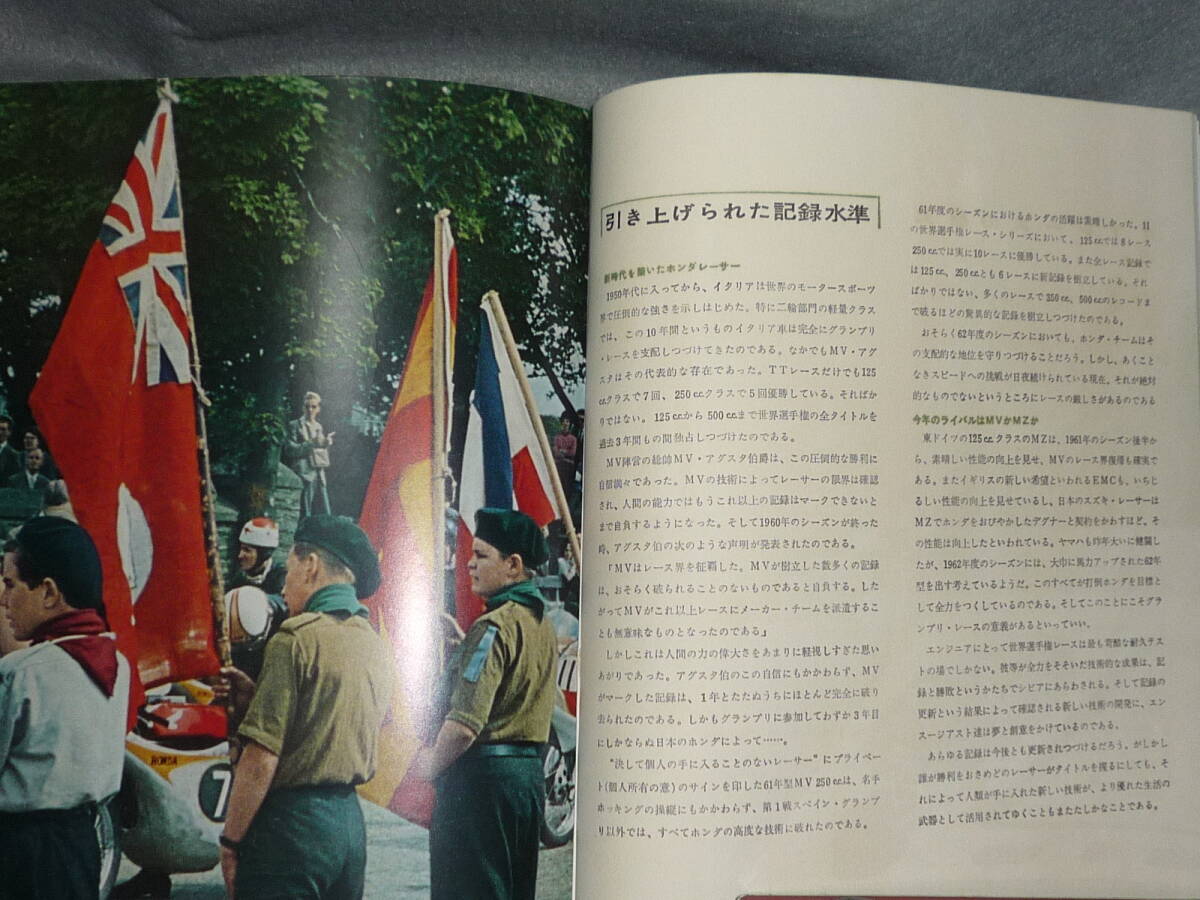 引き上げられた記録水準
新時代を築いたホンダレーサー
1950年代に入ってから、イタリアは世界のモータースポーツ
界で圧倒的な強さを示しはじめた。特に二輪部門の軽量クラス
では、この10年間というものイタリア車は完全にグランプリ
・レースを支配しつづけてきたのである。なかでもMV・アグ
スタはその代表的な存在であった。TTレースだけでも125
c.c.クラスで7回、250c.c.クラスで5回優勝している。そればか
りではない。125c.c.から500c.c.まで世界選手権の全タイトルを
過去3年間もの間独占しつづけたのである。
MV陣営の総帥MV・アグスタ伯爵は、この圧倒的な勝利に
自信満々であった。MVの技術によってレーサーの限界は確認
され、人間の能力ではもうこれ以上の記録はマークできないと
まで自負するようになった。そして1960年のシーズンが終った
時、アグスタ伯の次のような声明が発表されたのである。
「MVはレース界を征覇した。MVが樹立した数多くの記録
は、おそらく破られることのないものであると自負する。した
がってMVがこれ以上レースにメーカー・チームを派遣するこ
とも無意味なものとなったのである」
しかしこれは人間の力の偉大さをあまりに軽視しすぎた思い
あがりであった。アグスタ伯のこの自信にもかかわらず、MV
がマークした記録は、1年とたたぬうちにほとんど完全に破り
去られたのである。しかもグランプリに参加してわずか3年目
にしかならぬ日本のホンダによって……。
“決して個人の手に入ることのないレーサー”にプライベー
ト(個人所有の意)のサインを印した61年型MV250c.c.は、名手
ホッキングの操縦にもかかわらず、第1戦スペイン・グランプ
リ以外では、すべてホンダの高度な技術に破れたのである。
61年度のシーズンにおけるホンダの活躍は素晴しかった。11
の世界選手権レース・シリーズにおいて、125c.c.では8レース
250c.c.では実に10レースに優勝している。また全レース記録で
は125c.c.、250c.c.とも6レースに新記録を樹立している。それ
ばかりではない、多くのレースで350c.c.、500c.c.のレコードま
で破るほどの驚異的な記録を樹立しつづけたのである。
おそらく62年度のシーズンにおいても、ホンダ・チームはそ
の支配的な地位を守りつづけることだろう。しかし、あくこと
なきスピードへの挑戦が日夜続けられている現在、それが絶対
的なものでないというところにレースの厳しさがあるのである
今年のライバルはMVかMZか
東ドイツの125c.c.クラスのMZは、1961年のシーズン後半か
ら、素晴しい性能の向上を見せ、MVのレース界復帰も確実で
ある。またイギリスの新しい希望といわれるEMCも、いちじ
るしい性能の向上を見せているし、日本のスズキ・レーサーは
MZでホンダをおびやかしたデグナーと契約をかわすほど、そ
の性能は向上したといわれている。ヤマハも昨年大いに健闘し
たが、1962年度のシーズンには、大巾に馬力アップされた62年
型を出す考えているようだ。このすべてが打倒ホンダを目標と
して全力をつくしているのである。そしてこのことにこそグラ
ンプリ・レースの意義があるといっていい。
エンジニアにとって世界選手権レースは最も苛酷な耐久テス
トの場でしかない。彼等が全力をそそいだ技術的な成果は、記
録と勝敗というかたちでシビアにあらわされる。そして記録の
更新という結果によって確認される新しい技術の開発に、エン
スージアスト達は夢と創意をかけているのである。
あらゆる記録は今後とも更新されつづけるだろう。がしかし
誰が勝利をおさめどのレーサーがタイトルを握るにしても、そ
れによって人類が手に入れた新しい技術が、より優れた生活の
武器として活用されてゆくこともまたたしかなことである。
HONDA
7
11